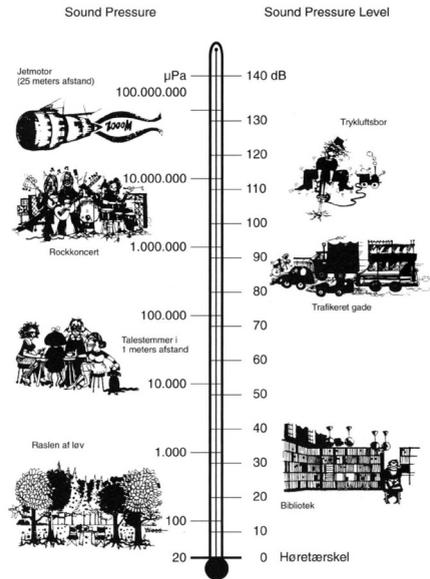 Sound Pressure
Sound Pressure Level
Jetmotor
(25 meters afstand)
µPa
100.000.000
140 dB
130
Trykluftsbor
120
10.000.000
110
100
1.000.000
Rockkoncert
90
80
Trafikeret gade
100.000
70
Talestemmer i
1 meters afstand
60
10.000
50
40
Raslen af løv
1.000
30
20
Bibliotek
100
10
20
0
Høretærskel